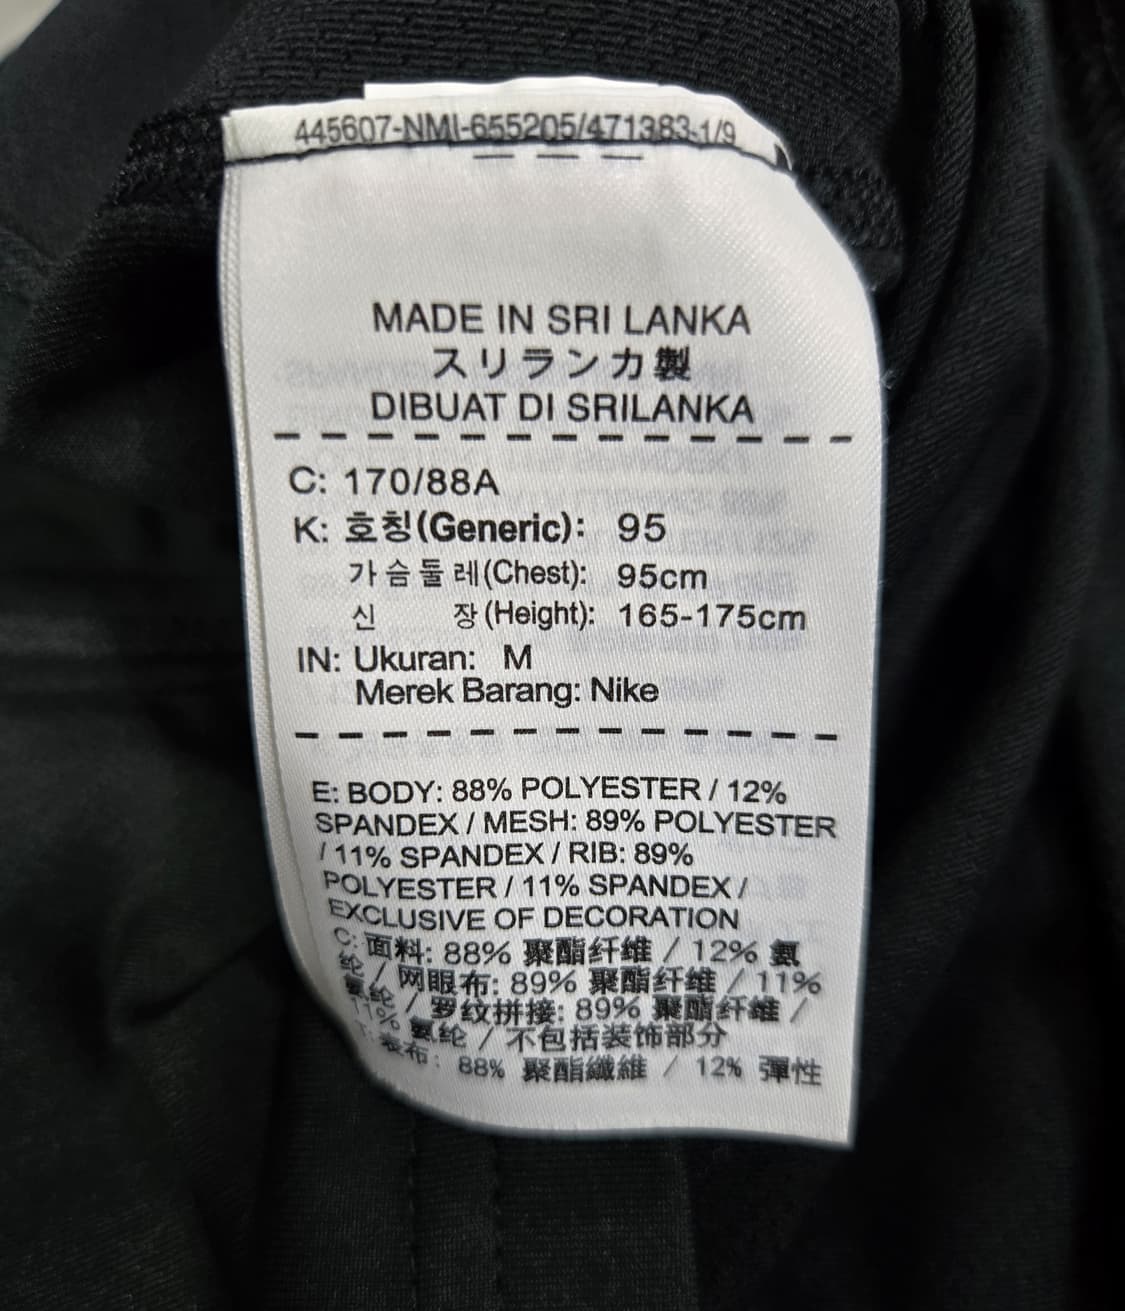 445607-NMI-655205/471383-1/9
MADE IN SRI LANKA
スリランカ製
DIBUAT DI SRILANKA
C: 170/88A
K: 호칭(Generic): 95
가슴둘레(Chest): 95cm
신 장(Height): 165-175cm
IN: Ukuran: M
Merek Barang: Nike
E: BODY: 88% POLYESTER / 12%
SPANDEX / MESH: 89% POLYESTER
/ 11% SPANDEX / RIB: 89%
POLYESTER / 11% SPANDEX /
EXCLUSIVE OF DECORATION
C: 面料: 88% 聚酯纤维 / 12% 氨
纶 / 网眼布: 89% 聚酯纤维 / 11%
氨纶 / 罗纹拼接: 89% 聚酯纤维 /
11% 氨纶 / 不包括装饰部分
表布: 88% 聚酯纖維 / 12% 彈性